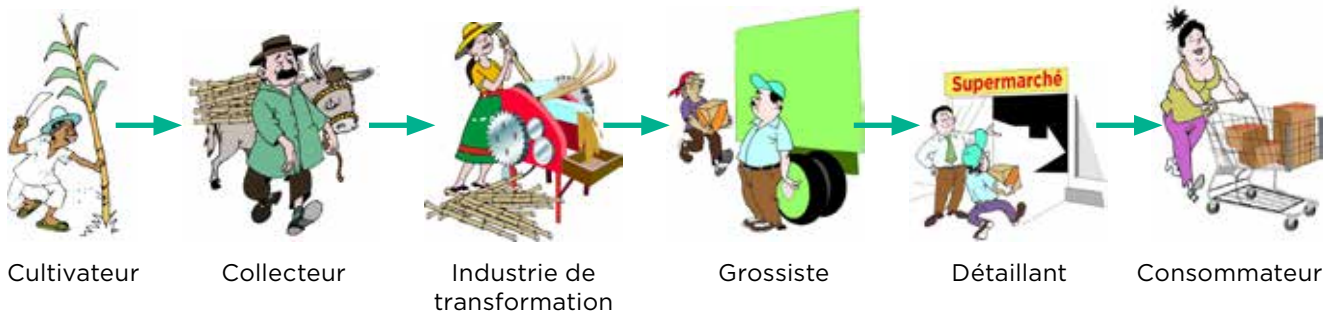 Supermarché
Cultivateur
Collecteur
Industrie de
transformation
Grossiste
Détaillant
Consommateur